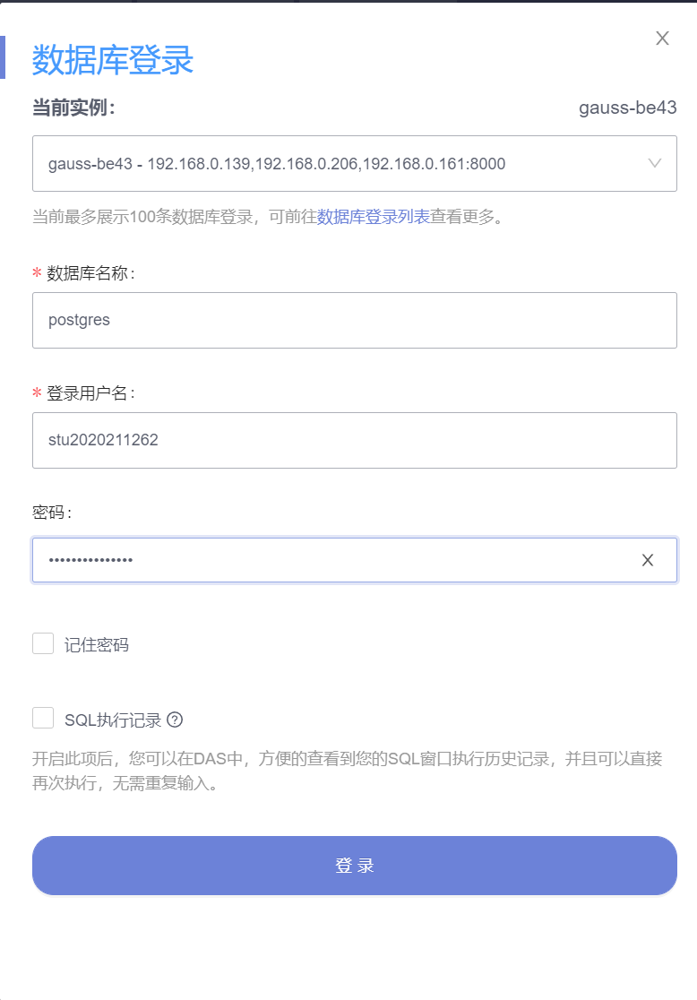 数据库登录
当前实例：
gauss-be43
gauss-be43 - 192.168.0.139,192.168.0.206,192.168.0.161:8000
当前最多展示100条数据库登录，可前往数据库登录列表查看更多。
* 数据库名称：
postgres
* 登录用户名：
stu2020211262
密码：
•••••••••••••••
记住密码
SQL执行记录 ?
开启此项后，您可以在DAS中，方便的查看到您的SQL窗口执行历史记录，并且可以直接
再次执行，无需重复输入。
登 录